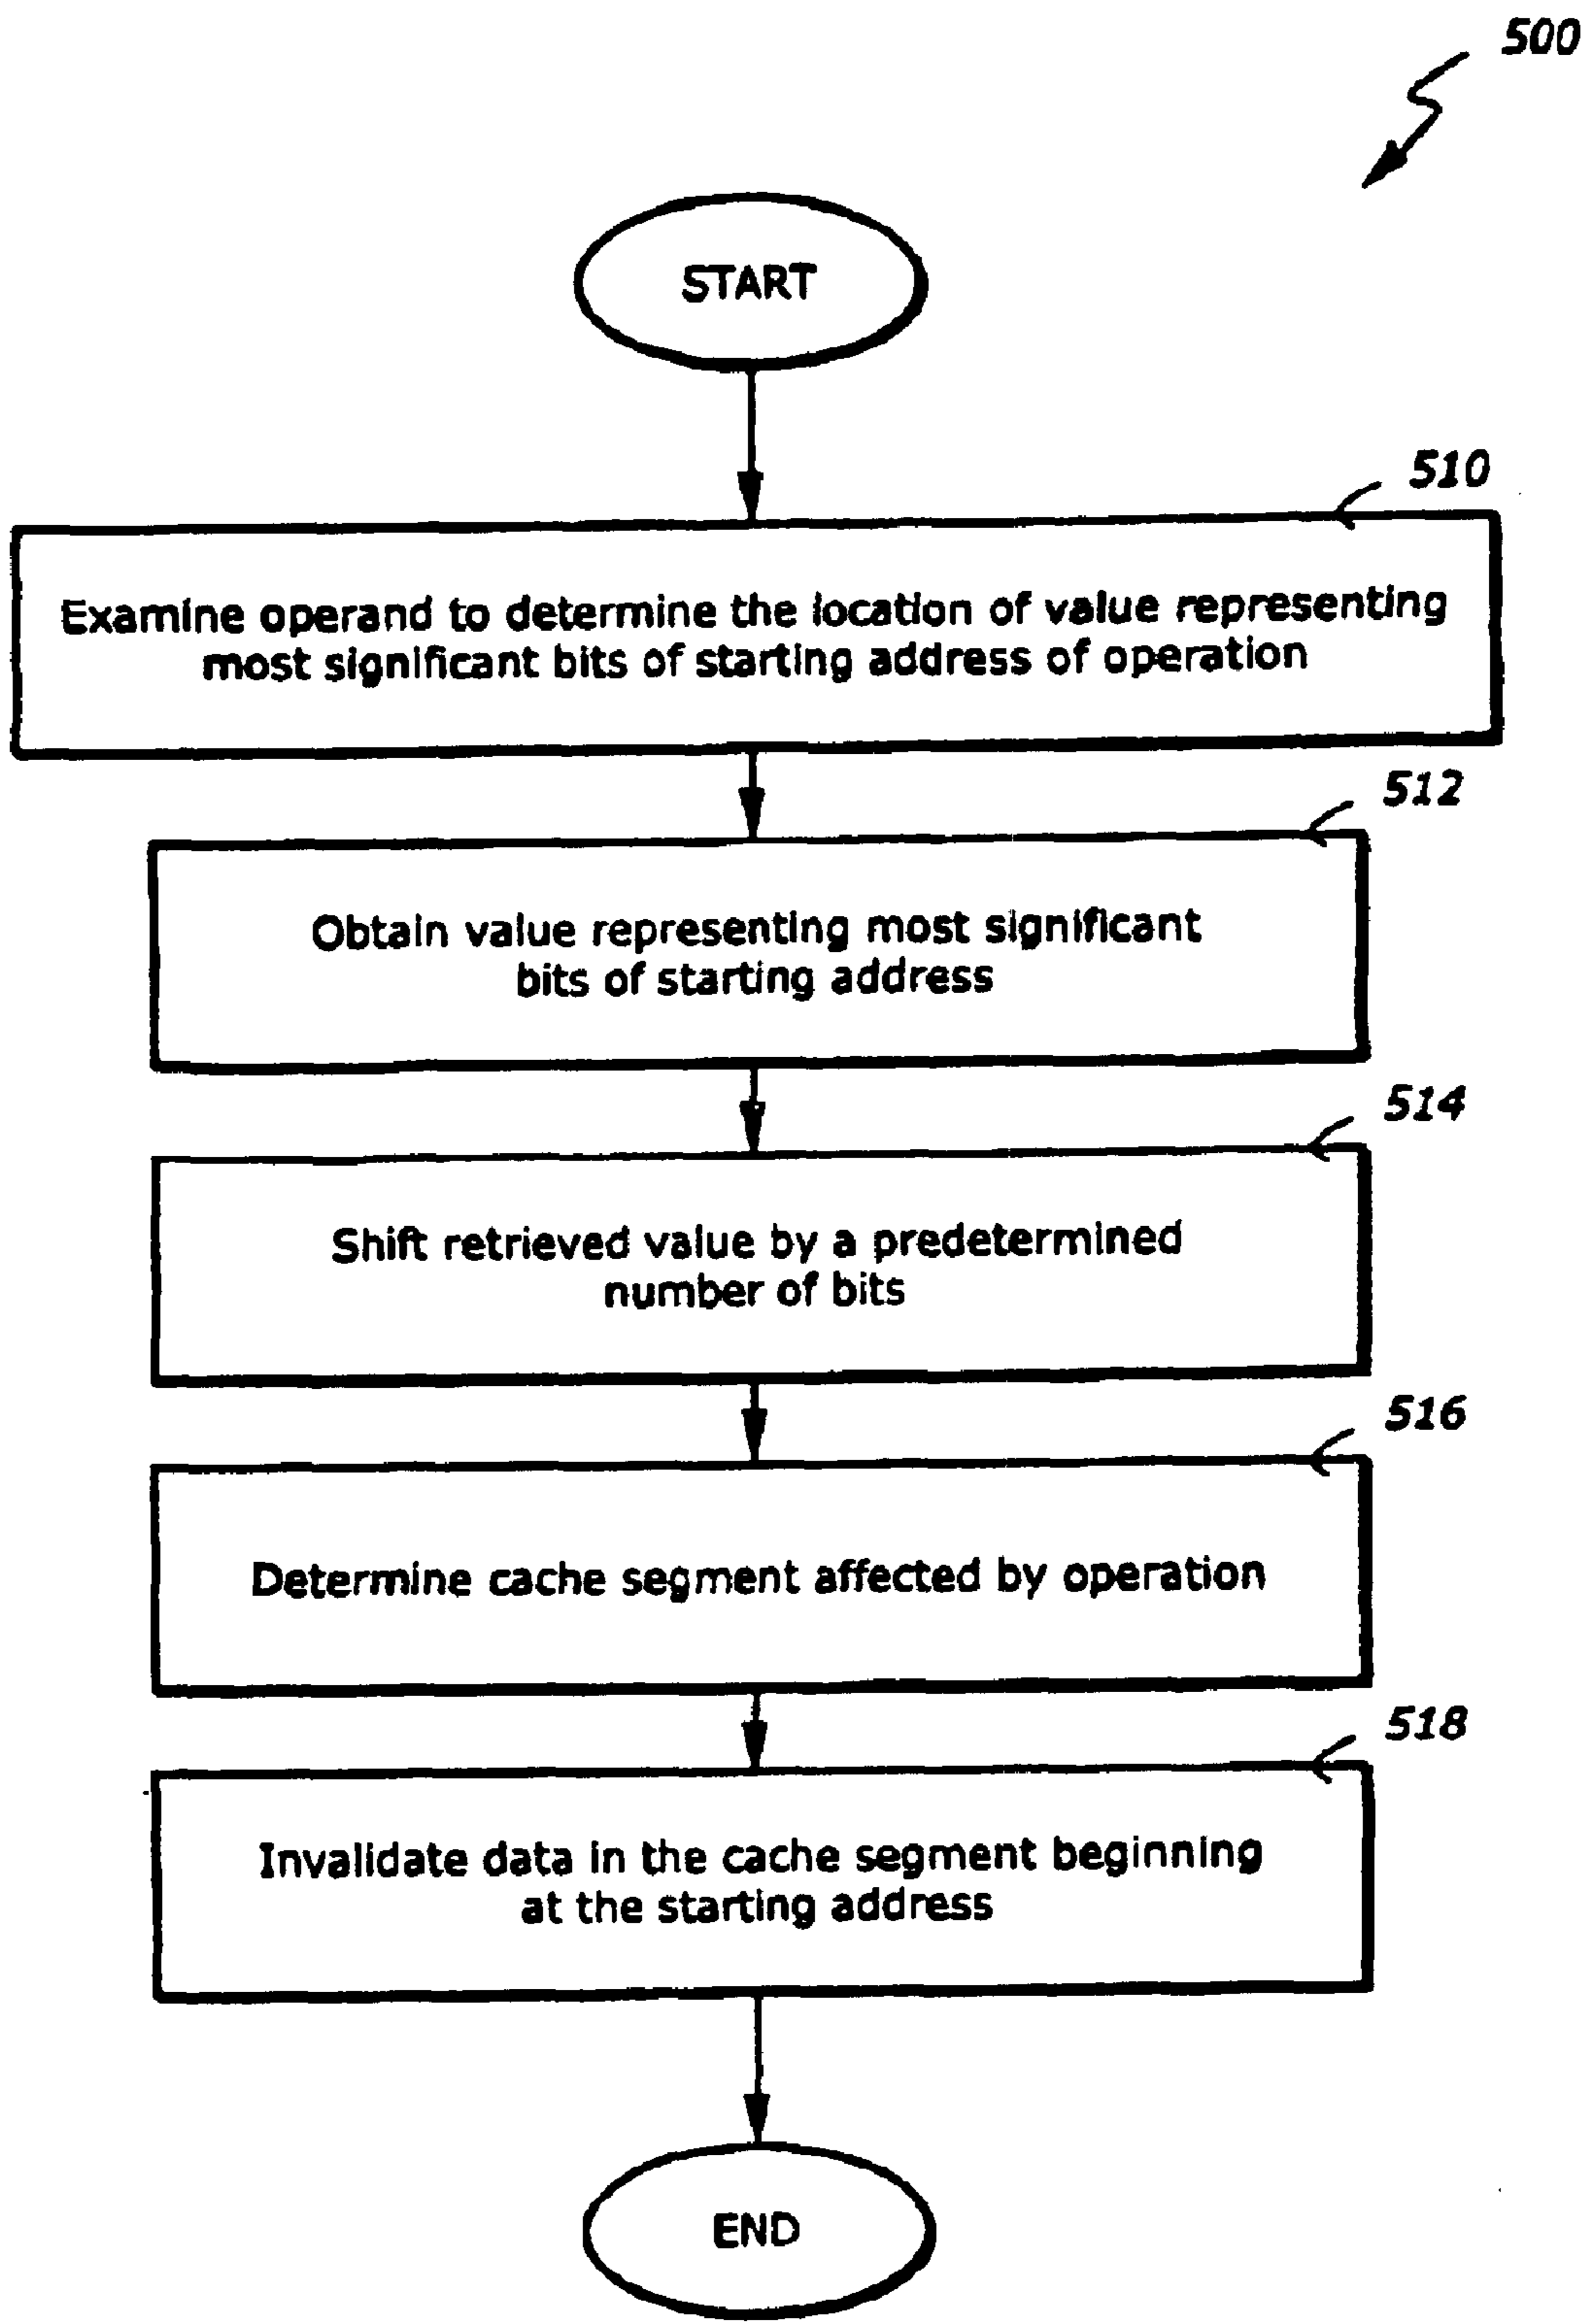 500
START
510
Examine operand to determine the location of value representing
most significant bits of starting address of operation
512
Obtain value representing most significant
bits of starting address
514
Shift retrieved value by a predetermined
number of bits
516
Determine cache segment affected by operation
518
Invalidate data in the cache segment beginning
at the starting address
END